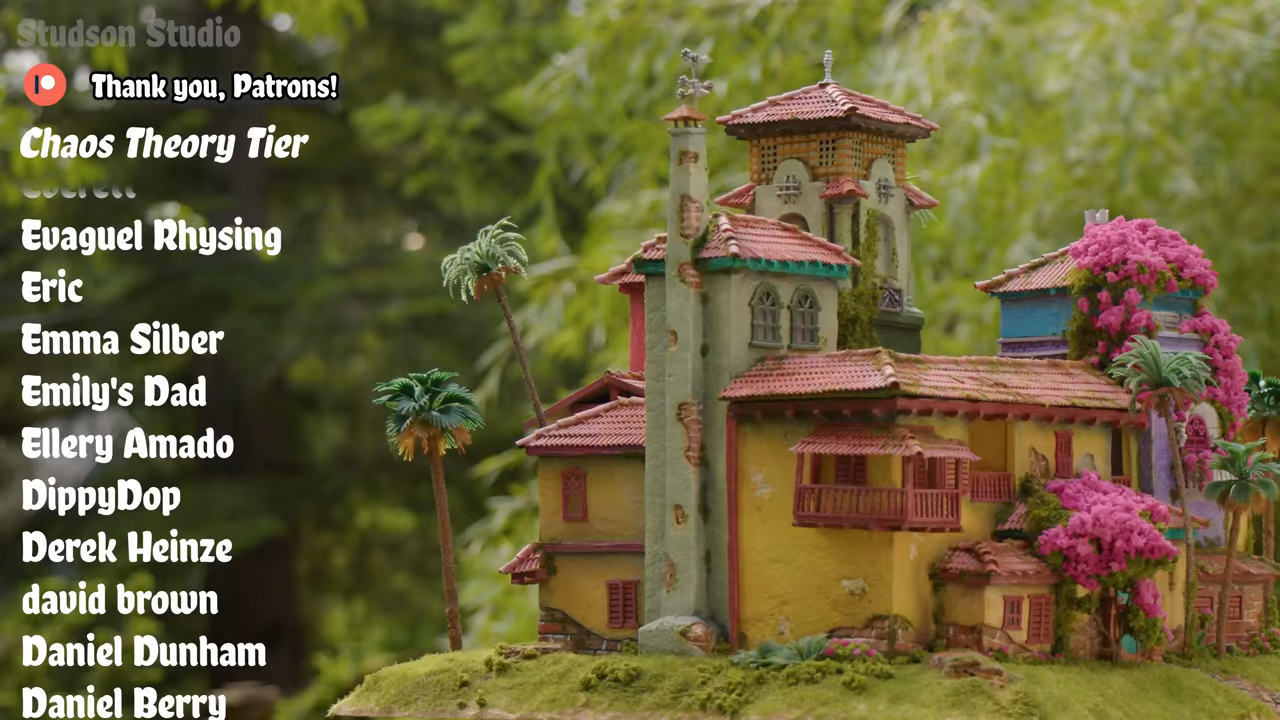 Studson Studio
Thank you, Patrons!
Chaos Theory Tier
Evaguel Rhysing
Eric
Emma Silber
Emily's Dad
Ellery Amado
DippyDop
Derek Heinze
david brown
Daniel Dunham
Daniel Berry